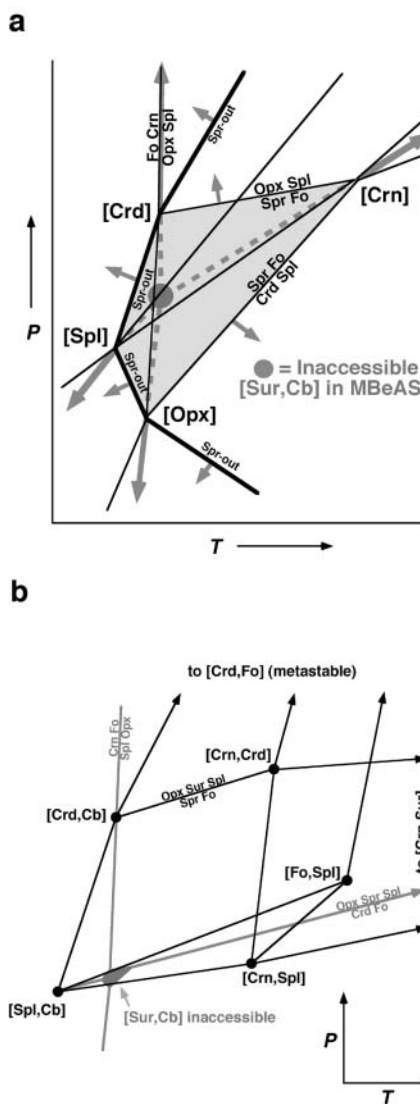 a
Fo Crn
Opx Spl
Spr-out
[Crd]
Opx Spl
Spr Fo
[Crn]
P
Spr-out
Spr Fo
Crd Spl
[Spl]
= Inaccessible
[Sur,Cb] in MBeAS
Spr-out
[Opx]
Spr-out
T
b
to [Crd,Fo] (metastable)
Crn Fo
Spl Opx
[Crn,Crd]
[Crd,Cb]
Opx Sur Spl
Spr Fo
to [Crn,Sur]
[Fo,Spl]
Opx Spr Spl
Crd Fo
[Spl,Cb]
[Crn,Spl]
[Sur,Cb] inaccessible
P
T